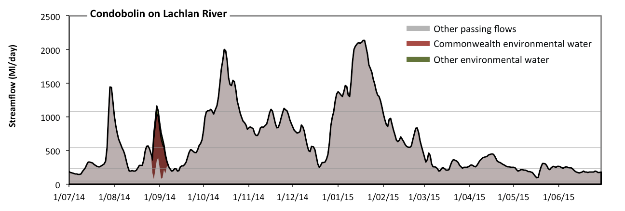 Condobolin on Lachlan River
Streamflow (Ml/day)
2500
2000
1500
1000
500
0
Other passing flows
Commonwealth environmental water
Other environmental water
1/07/14 1/08/14 1/09/14 1/10/14 1/11/14 1/12/14 1/01/15 1/02/15 1/03/15 1/04/15 1/05/15 1/06/15